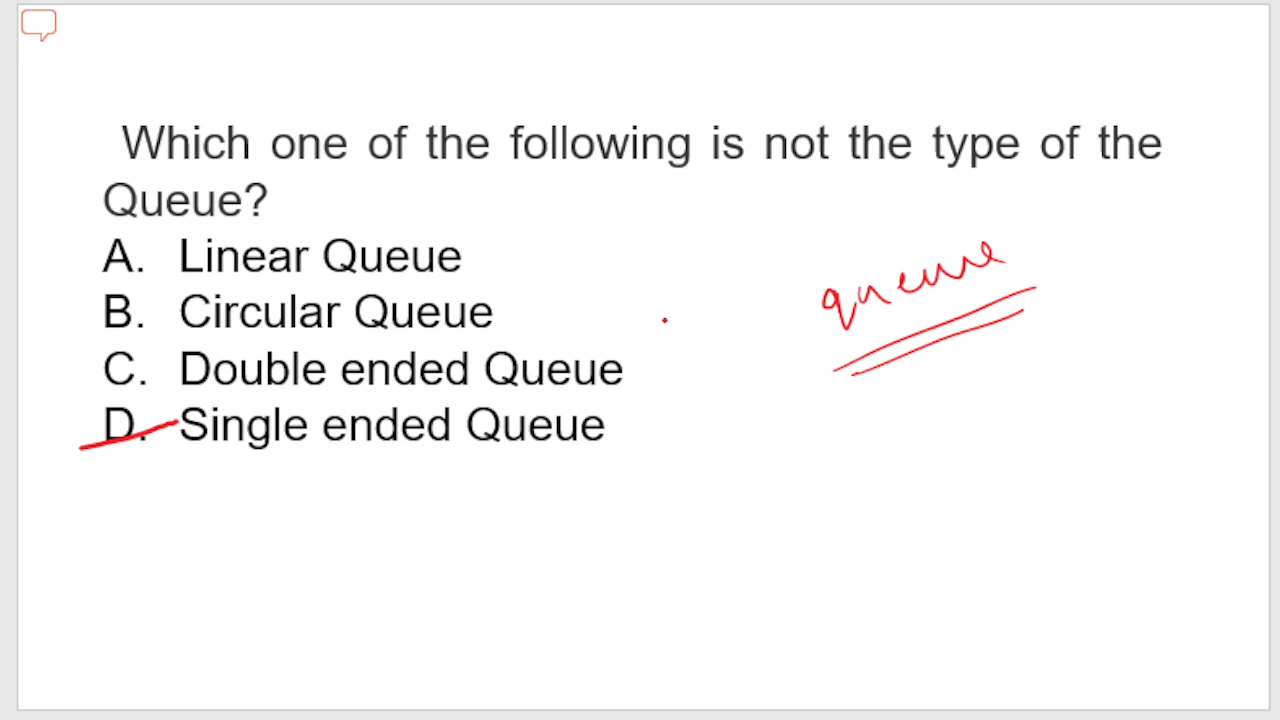 Which one of the following is not the type of the
Queue?
A. Linear Queue
B. Circular Queue
C. Double ended Queue
D. Single ended Queue
queue